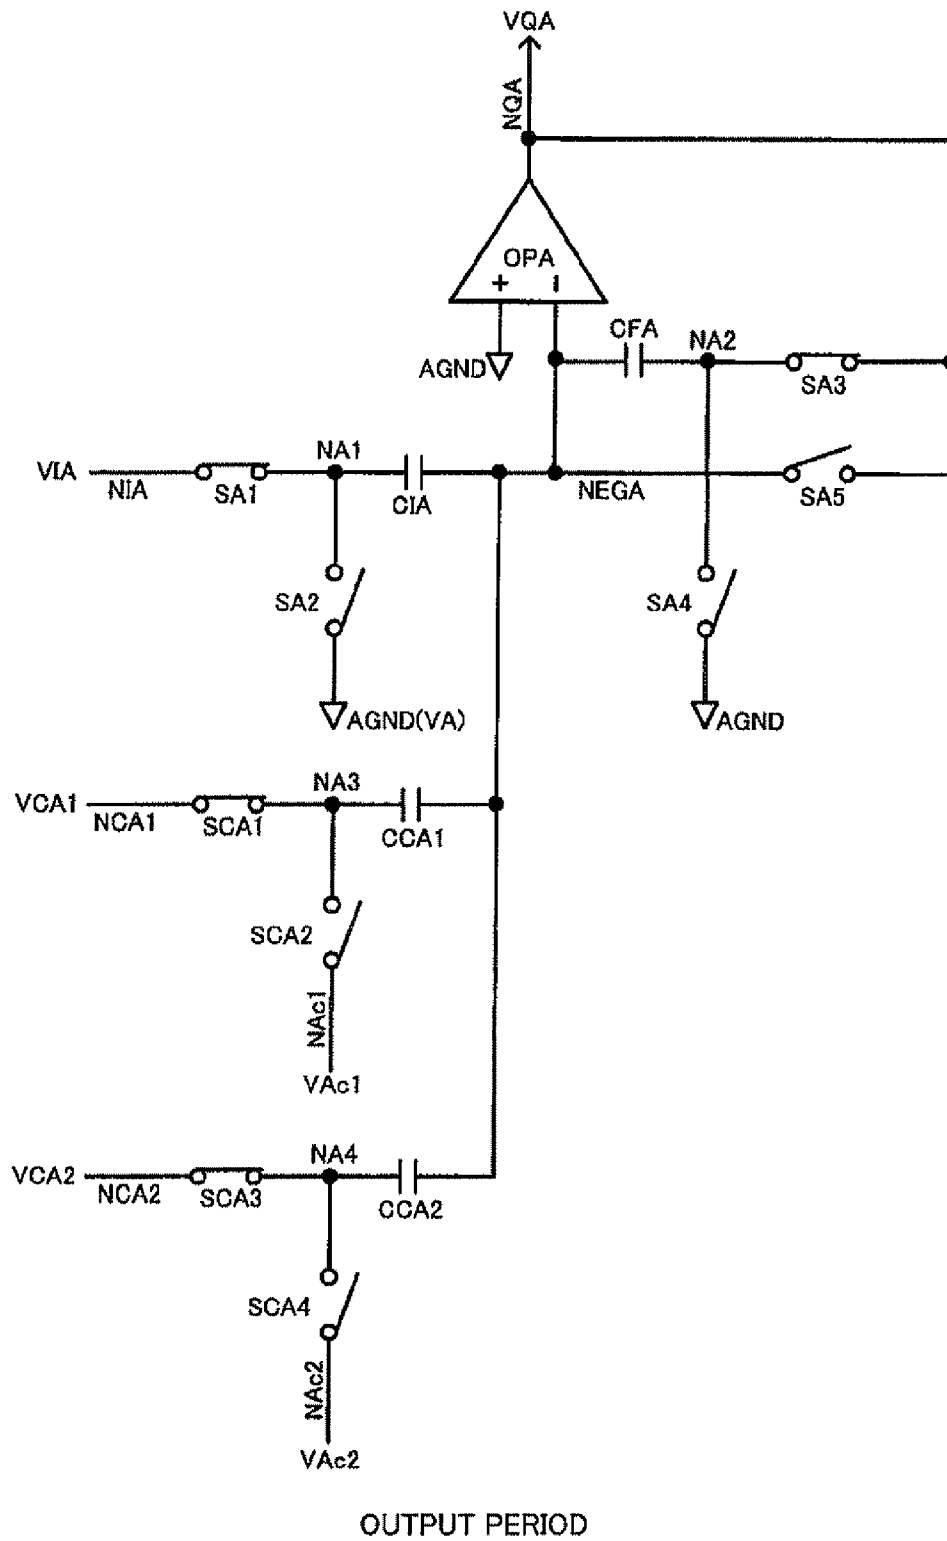 VQA
NQA
OPA
+ −
AGND
CFA
NA2
SA3
VIA
NIA
SA1
NA1
CIA
NEGA
SA5
SA2
SA4
AGND(VA)
AGND
VCA1
NCA1
SCA1
NA3
CCA1
SCA2
NAc1
VAc1
VCA2
NCA2
SCA3
NA4
CCA2
SCA4
NAc2
VAc2
OUTPUT PERIOD